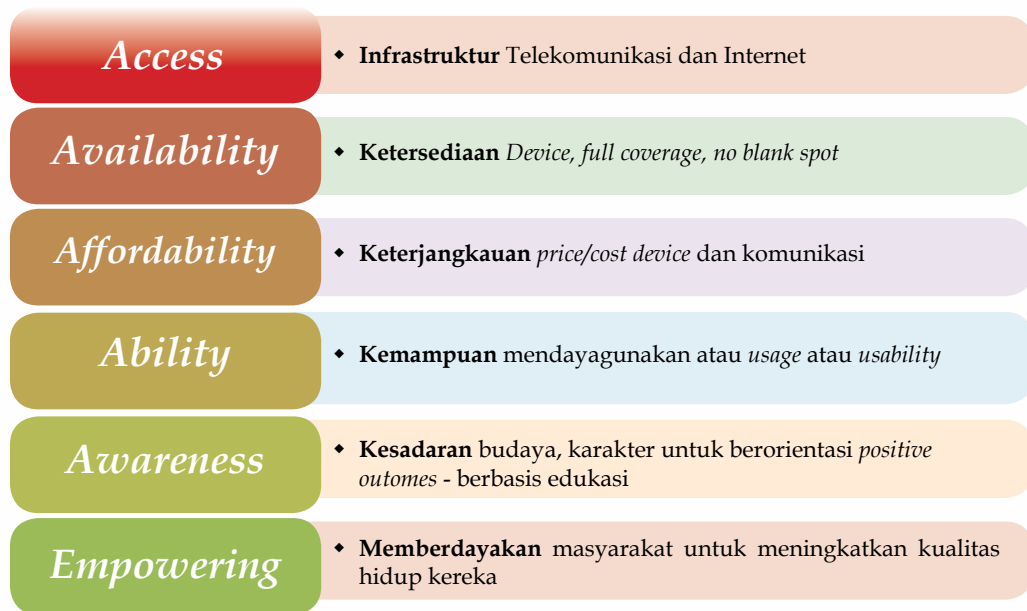 Access
◆ Infrastruktur Telekomunikasi dan Internet
Availability
◆ Ketersediaan Device, full coverage, no blank spot
Affordability
◆ Keterjangkauan price/cost device dan komunikasi
Ability
◆ Kemampuan mendayagunakan atau usage atau usability
Awareness
◆ Kesadaran budaya, karakter untuk berorientasi positive
outcomes - berbasis edukasi
Empowering
◆ Memberdayakan masyarakat untuk meningkatkan kualitas
hidup kereka